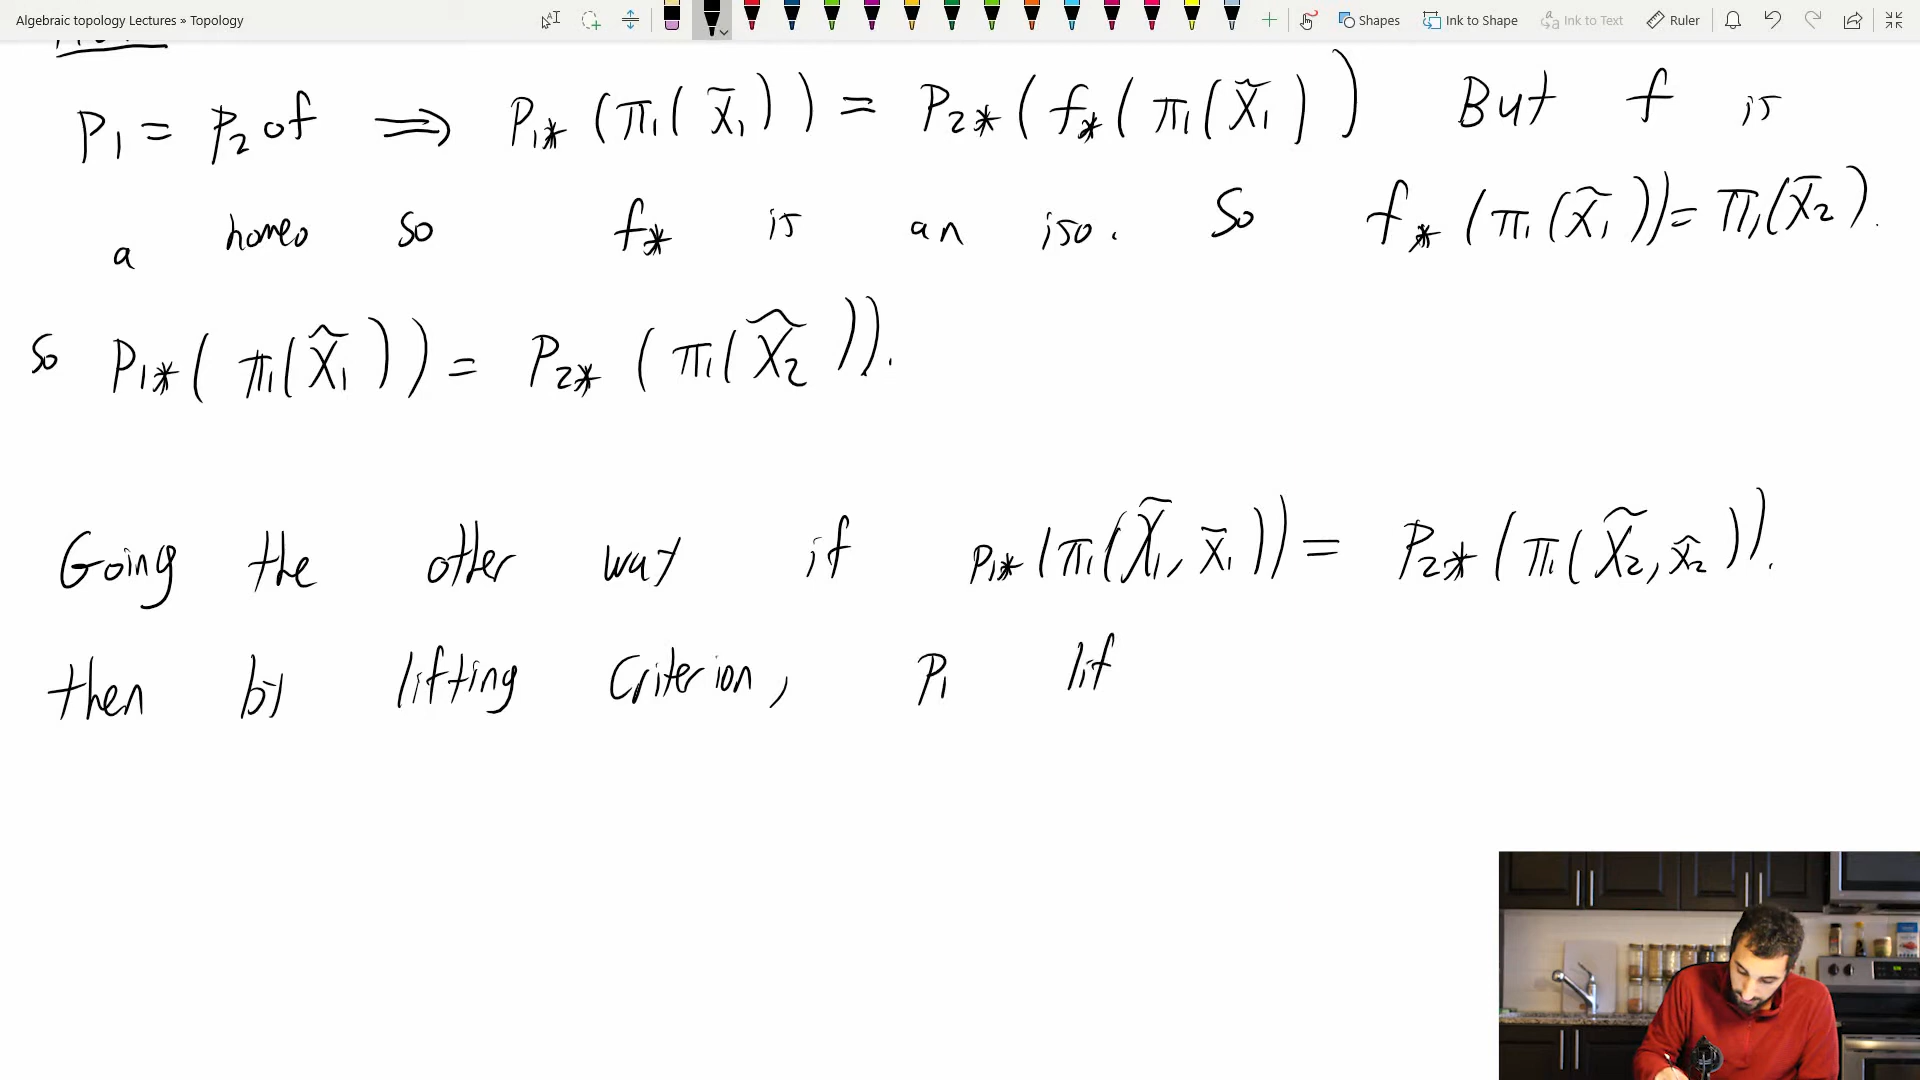 Algebraic topology Lectures » Topology
Shapes Ink to Shape Ink to Text Ruler
P₁ = P₂ of ⟹ P₁* (π₁(x̃₁)) = P₂* (f* (π₁(X̃₁)) But f is
a homeo so f* is an iso. So f* (π₁(X̃₁)) = π₁(X̃₂).
So P₁* (π₁(X̃₁)) = P₂* (π₁(X̃₂)).
Going the other way if P₁* (π₁(X̃₁, x̃₁)) = P₂* (π₁(X̃₂, x̃₂)).
then by lifting Criterion, P₁ lif